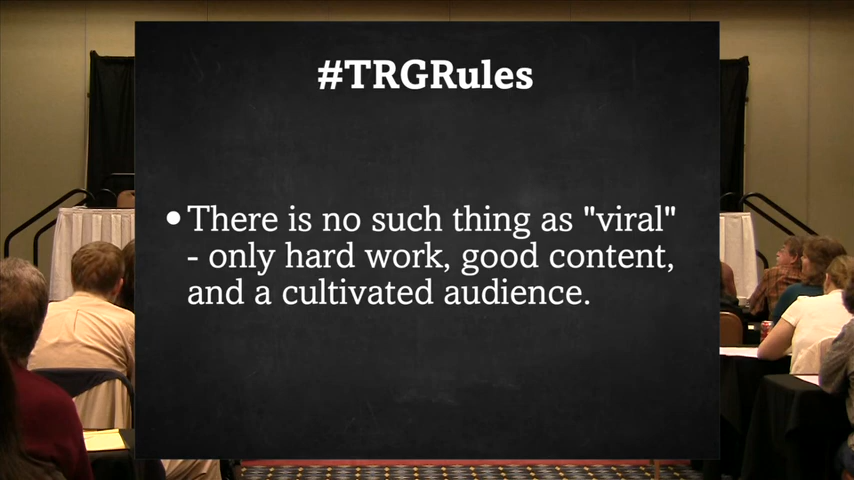 #TRGRules
•There is no such thing as "viral"
- only hard work, good content,
and a cultivated audience.